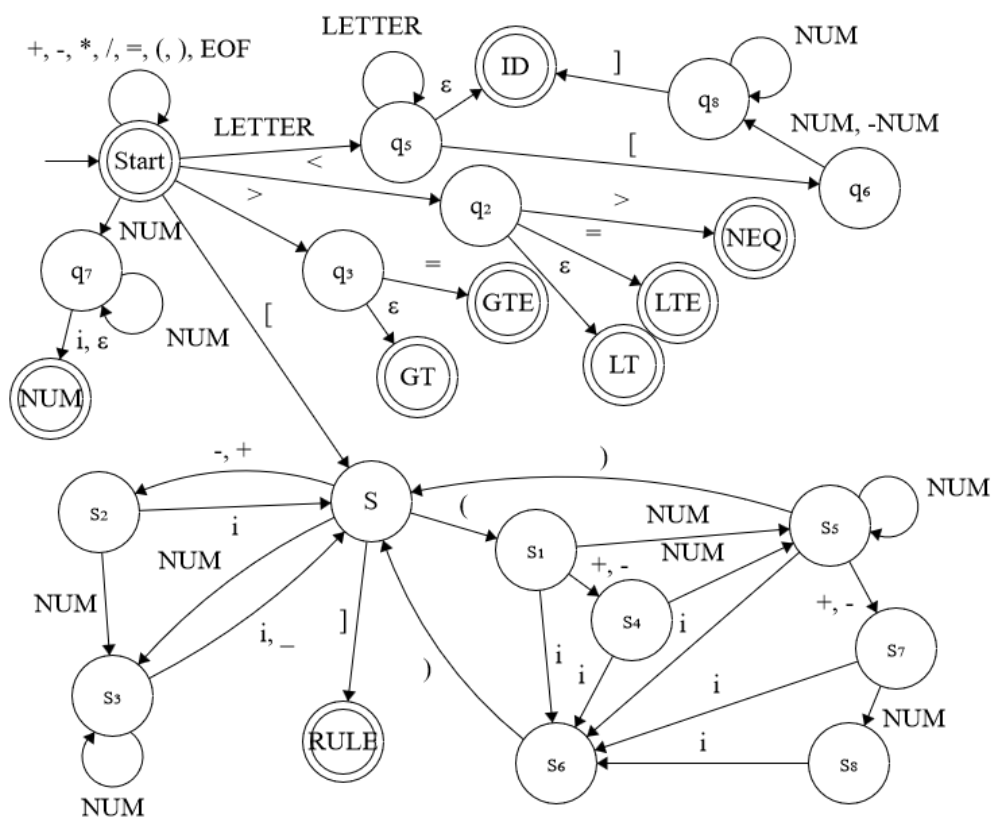 LETTER
+, -, *, /, =, (, ), EOF
NUM
ID
]
ε
q₈
LETTER
NUM, -NUM
Start
<
q₅
[
q₆
>
q₂
>
NUM
NEQ
=
q₇
q₃
=
ε
GTE
LTE
ε
[
NUM
i, ε
GT
LT
NUM
-, +
)
S
(
NUM
s₂
i
NUM
s₅
s₁
NUM
NUM
+, -
+, -
NUM
s₄
i
i, _
]
s₇
i
i
i
s₃
)
NUM
RULE
i
s₆
s₈
NUM